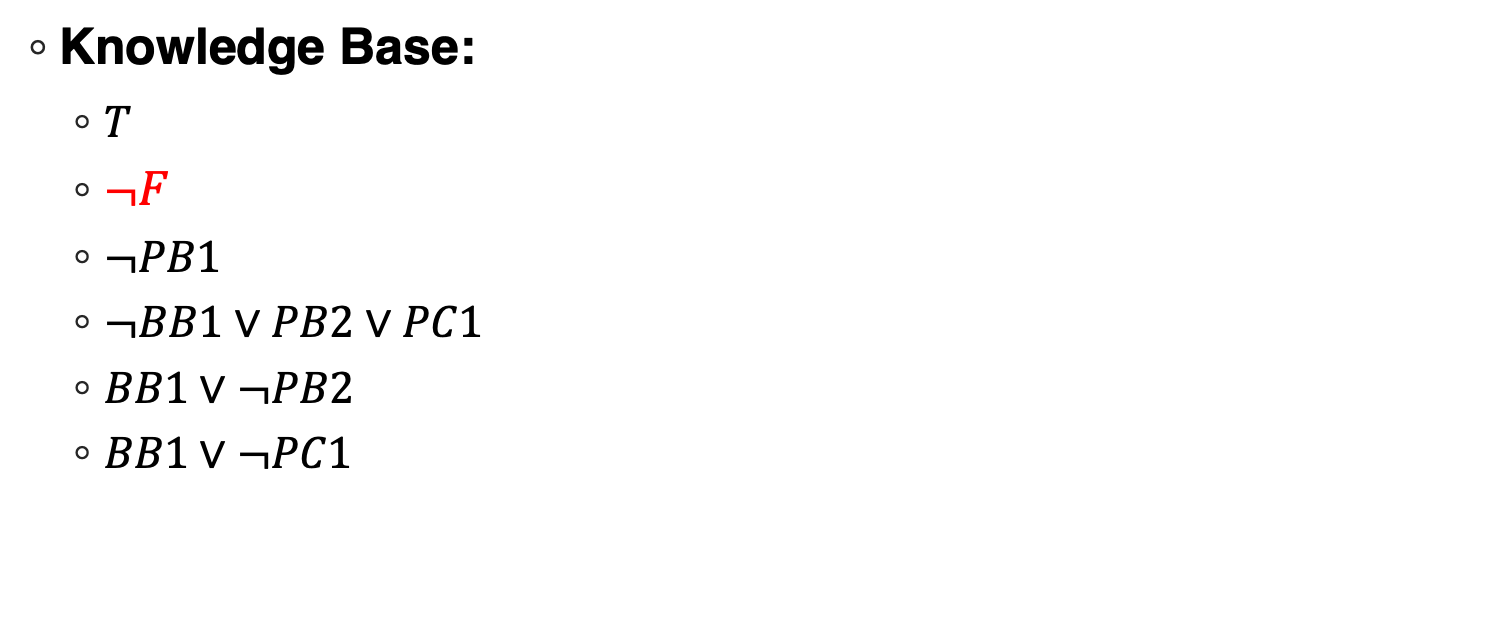 ◦ Knowledge Base:
◦ T
◦ ¬F
◦ ¬PB1
◦ ¬BB1 ∨ PB2 ∨ PC1
◦ BB1 ∨ ¬PB2
◦ BB1 ∨ ¬PC1